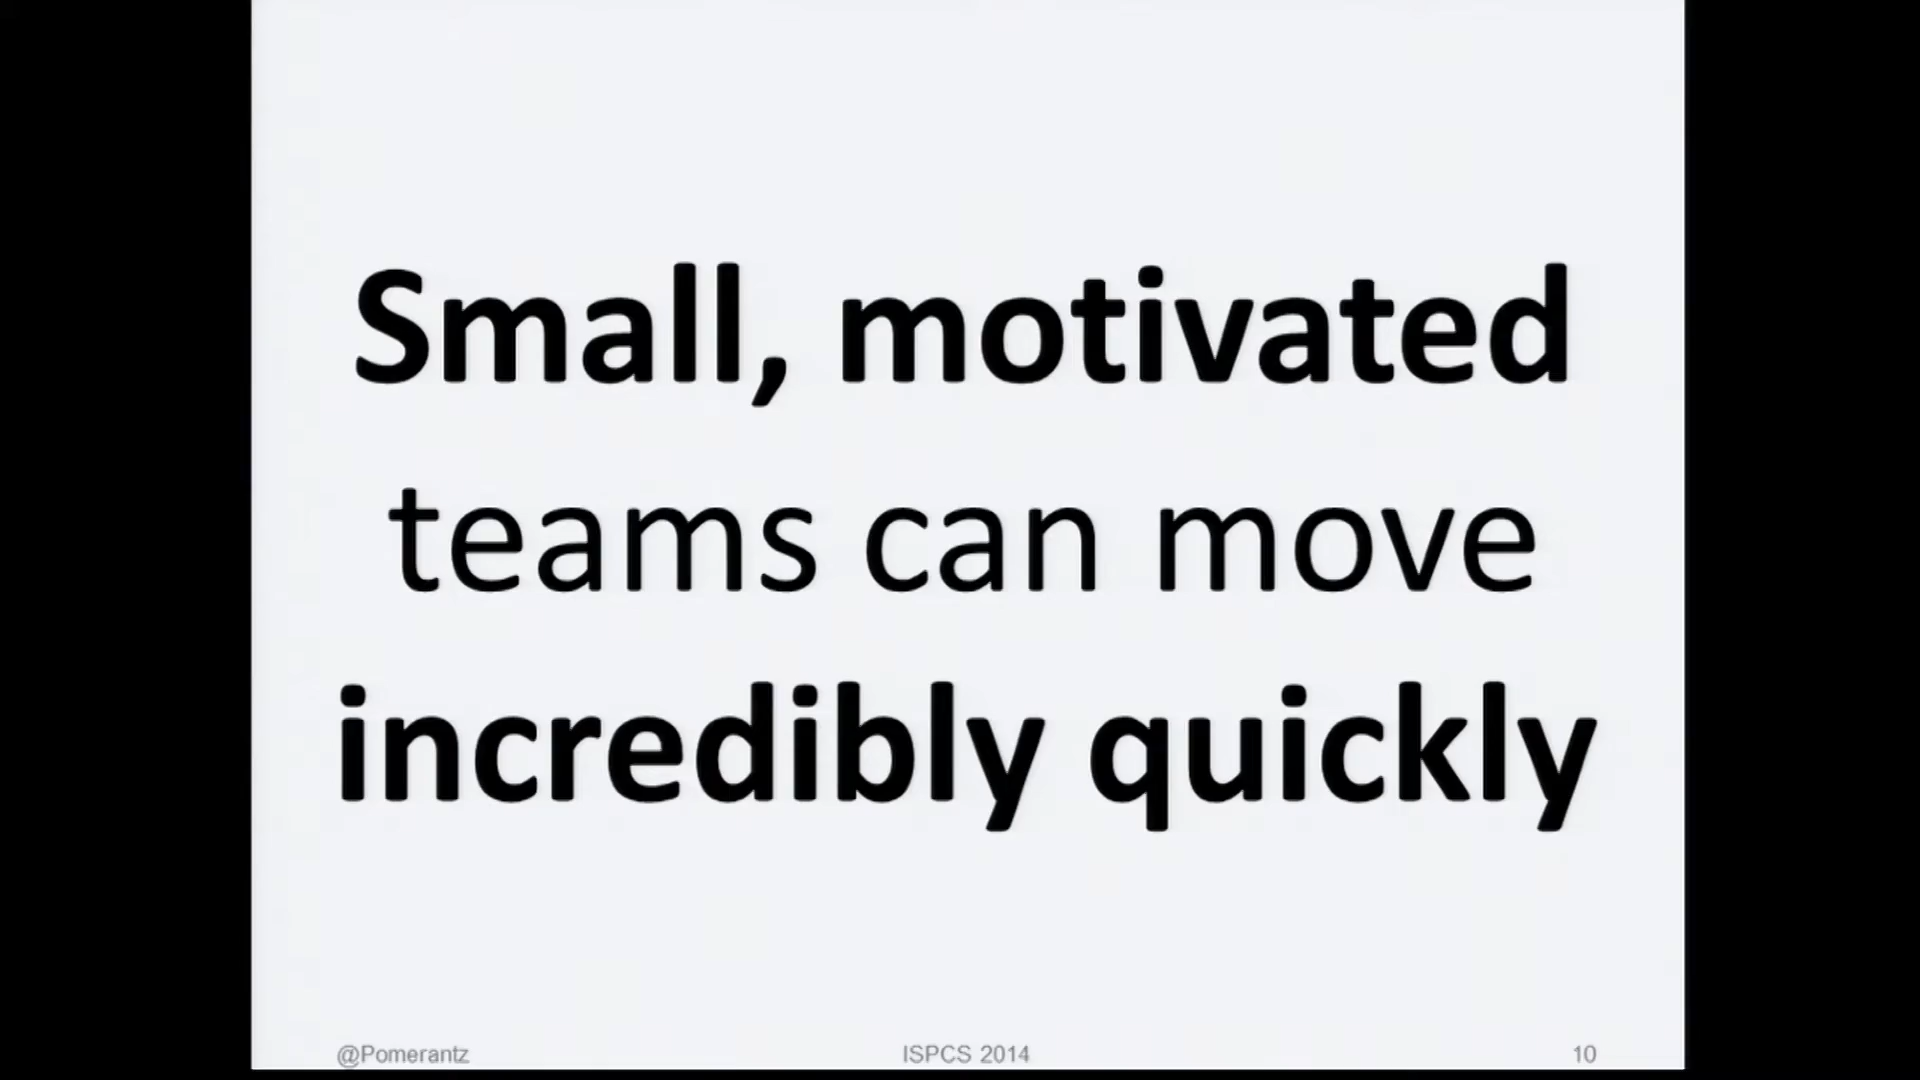 Small, motivated
teams can move
incredibly quickly
@Pomerantz
ISPCS 2014
10